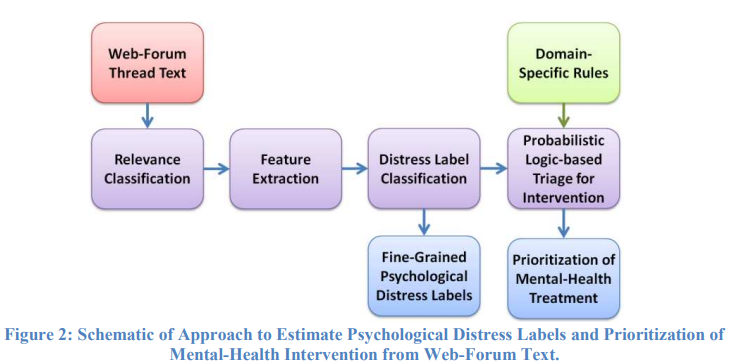 Web-Forum
Thread Text
Domain-
Specific Rules
Relevance
Classification
Feature
Extraction
Distress Label
Classification
Probabilistic
Logic-based
Triage for
Intervention
Fine-Grained
Psychological
Distress Labels
Prioritization of
Mental-Health
Treatment
Figure 2: Schematic of Approach to Estimate Psychological Distress Labels and Prioritization of
Mental-Health Intervention from Web-Forum Text.